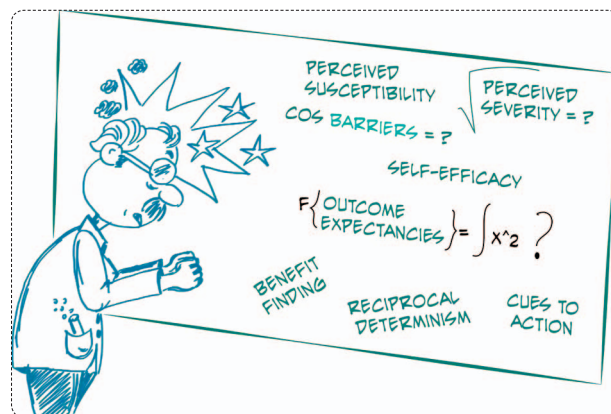 PERCEIVED
SUSCEPTIBILITY
COS BARRIERS = ?
√PERCEIVED
SEVERITY = ?
SELF-EFFICACY
F{OUTCOME
EXPECTANCIES}= ∫x^2 ?
BENEFIT
FINDING
RECIPROCAL
DETERMINISM
CUES TO
ACTION